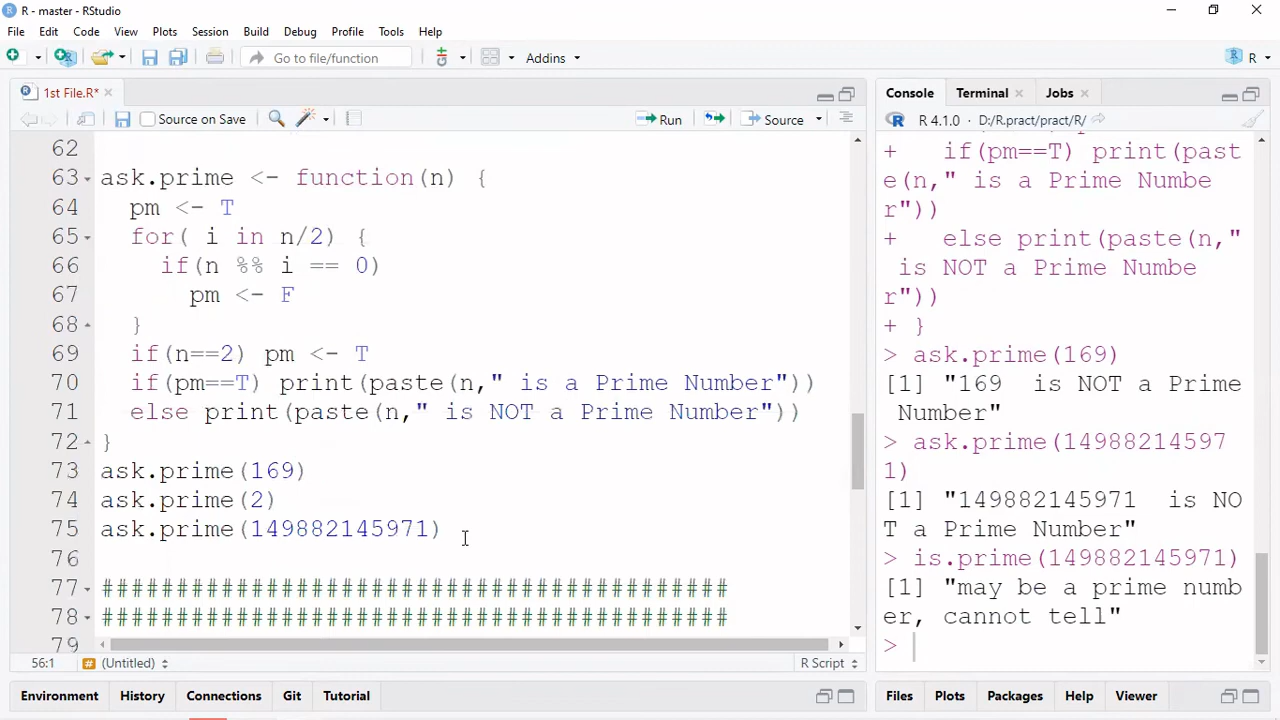 R - master - RStudio
File Edit Code View Plots Session Build Debug Profile Tools Help
Go to file/function Addins R
1st File.R*
Source on Save Run Source
62
63 ask.prime <- function(n) {
64 pm <- T
65 for( i in n/2) {
66 if(n %% i == 0)
67 pm <- F
68 }
69 if(n==2) pm <- T
70 if(pm==T) print(paste(n," is a Prime Number"))
71 else print(paste(n," is NOT a Prime Number"))
72 }
73 ask.prime(169)
74 ask.prime(2)
75 ask.prime(149882145971)
76
77 ##########################################
78 ##########################################
79
56:1 # (Untitled) R Script
Environment History Connections Git Tutorial
Console Terminal Jobs
R 4.1.0 · D:/R.pract/pract/R/
+ if(pm==T) print(past
e(n," is a Prime Numbe
r"))
+ else print(paste(n,"
is NOT a Prime Numbe
r"))
+ }
> ask.prime(169)
[1] "169  is NOT a Prime
Number"
> ask.prime(14988214597
1)
[1] "149882145971  is NO
T a Prime Number"
> is.prime(149882145971)
[1] "may be a prime numb
er, cannot tell"
>
Files Plots Packages Help Viewer